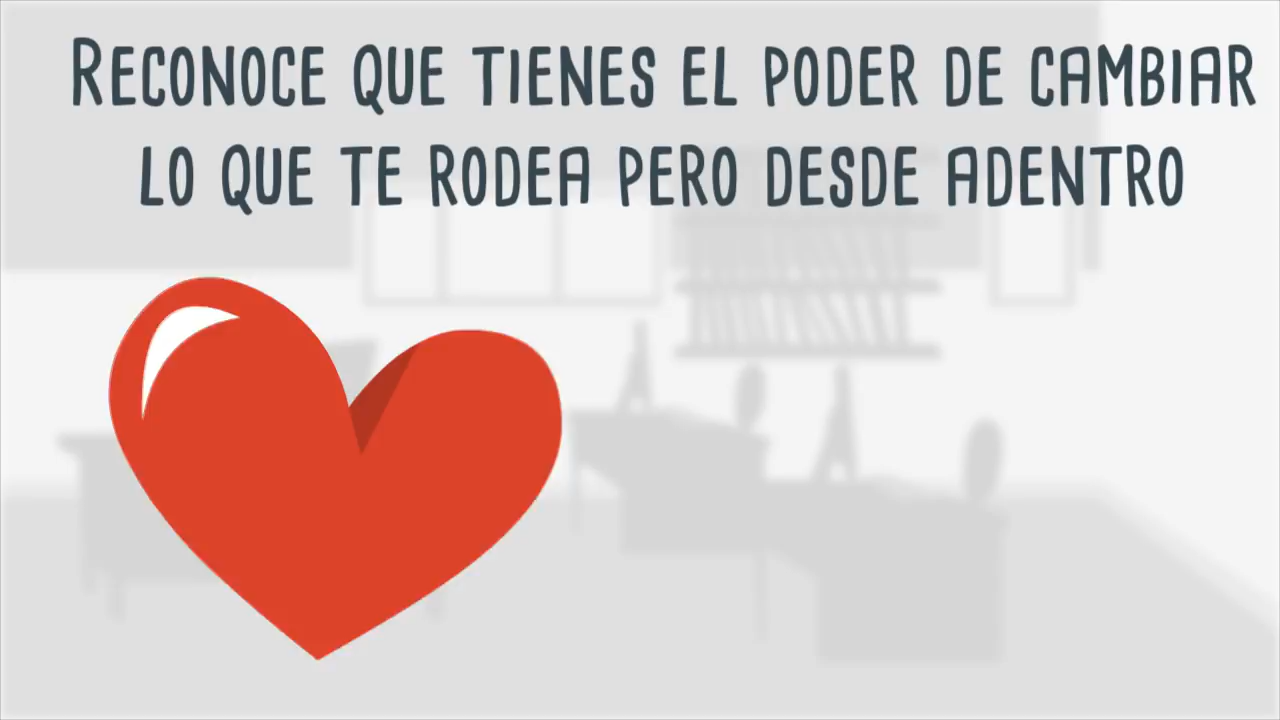 RECONOCE QUE TIENES EL PODER DE CAMBIAR
LO QUE TE RODEA PERO DESDE ADENTRO